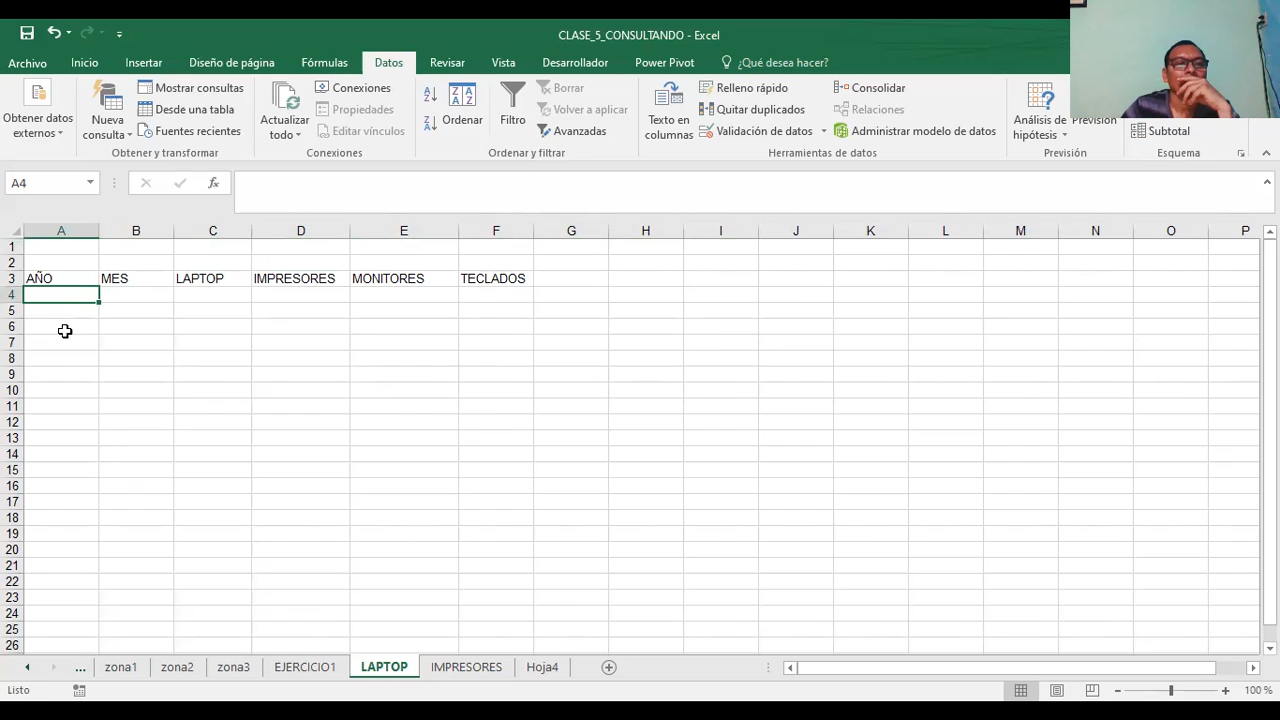 CLASE_5_CONSULTANDO - Excel
Archivo Inicio Insertar Diseño de página Fórmulas Datos Revisar Vista Desarrollador Power Pivot ¿Qué desea hacer?
Obtener datos externos
Nueva consulta
Mostrar consultas
Desde una tabla
Fuentes recientes
Obtener y transformar
Actualizar todo
Conexiones
Propiedades
Editar vínculos
Conexiones
Ordenar
Filtro
Borrar
Volver a aplicar
Avanzadas
Ordenar y filtrar
Texto en columnas
Relleno rápido
Quitar duplicados
Validación de datos
Consolidar
Relaciones
Administrar modelo de datos
Herramientas de datos
Análisis de hipótesis
Previsión
Previsión
Subtotal
Esquema
A4
fx
A B C D E F G H I J K L M N O P
1
2
3 AÑO MES LAPTOP IMPRESORES MONITORES TECLADOS
4
5
6
7
8
9
10
11
12
13
14
15
16
17
18
19
20
21
22
23
24
25
26
... zona1 zona2 zona3 EJERCICIO1 LAPTOP IMPRESORES Hoja4
Listo
100 %